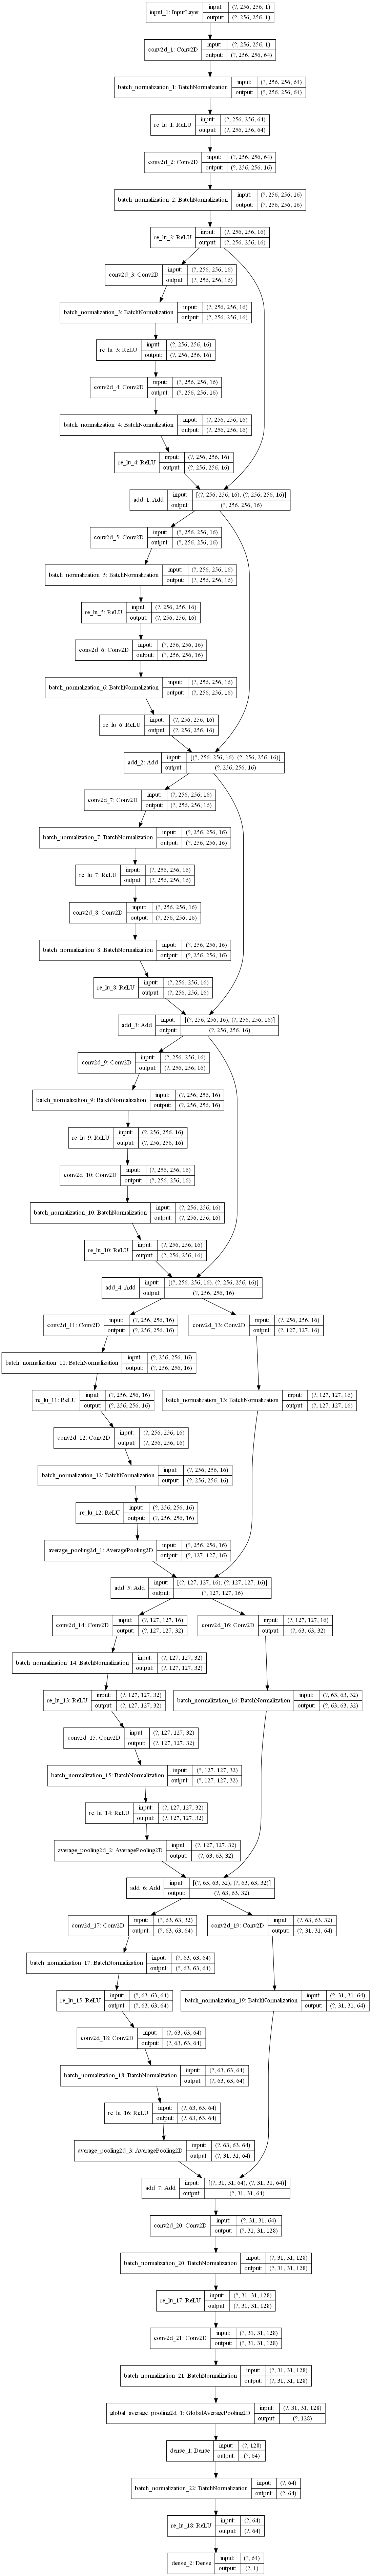 input_1: InputLayer
input: (?, 256, 256, 1)
output: (?, 256, 256, 1)
conv2d_1: Conv2D
input: (?, 256, 256, 1)
output: (?, 256, 256, 64)
batch_normalization_1: BatchNormalization
input: (?, 256, 256, 64)
output: (?, 256, 256, 64)
re_lu_1: ReLU
input: (?, 256, 256, 64)
output: (?, 256, 256, 64)
conv2d_2: Conv2D
input: (?, 256, 256, 64)
output: (?, 256, 256, 16)
batch_normalization_2: BatchNormalization
input: (?, 256, 256, 16)
output: (?, 256, 256, 16)
re_lu_2: ReLU
input: (?, 256, 256, 16)
output: (?, 256, 256, 16)
conv2d_3: Conv2D
input: (?, 256, 256, 16)
output: (?, 256, 256, 16)
batch_normalization_3: BatchNormalization
input: (?, 256, 256, 16)
output: (?, 256, 256, 16)
re_lu_3: ReLU
input: (?, 256, 256, 16)
output: (?, 256, 256, 16)
conv2d_4: Conv2D
input: (?, 256, 256, 16)
output: (?, 256, 256, 16)
batch_normalization_4: BatchNormalization
input: (?, 256, 256, 16)
output: (?, 256, 256, 16)
re_lu_4: ReLU
input: (?, 256, 256, 16)
output: (?, 256, 256, 16)
add_1: Add
input: [(?, 256, 256, 16), (?, 256, 256, 16)]
output: (?, 256, 256, 16)
conv2d_5: Conv2D
input: (?, 256, 256, 16)
output: (?, 256, 256, 16)
batch_normalization_5: BatchNormalization
input: (?, 256, 256, 16)
output: (?, 256, 256, 16)
re_lu_5: ReLU
input: (?, 256, 256, 16)
output: (?, 256, 256, 16)
conv2d_6: Conv2D
input: (?, 256, 256, 16)
output: (?, 256, 256, 16)
batch_normalization_6: BatchNormalization
input: (?, 256, 256, 16)
output: (?, 256, 256, 16)
re_lu_6: ReLU
input: (?, 256, 256, 16)
output: (?, 256, 256, 16)
add_2: Add
input: [(?, 256, 256, 16), (?, 256, 256, 16)]
output: (?, 256, 256, 16)
conv2d_7: Conv2D
input: (?, 256, 256, 16)
output: (?, 256, 256, 16)
batch_normalization_7: BatchNormalization
input: (?, 256, 256, 16)
output: (?, 256, 256, 16)
re_lu_7: ReLU
input: (?, 256, 256, 16)
output: (?, 256, 256, 16)
conv2d_8: Conv2D
input: (?, 256, 256, 16)
output: (?, 256, 256, 16)
batch_normalization_8: BatchNormalization
input: (?, 256, 256, 16)
output: (?, 256, 256, 16)
re_lu_8: ReLU
input: (?, 256, 256, 16)
output: (?, 256, 256, 16)
add_3: Add
input: [(?, 256, 256, 16), (?, 256, 256, 16)]
output: (?, 256, 256, 16)
conv2d_9: Conv2D
input: (?, 256, 256, 16)
output: (?, 256, 256, 16)
batch_normalization_9: BatchNormalization
input: (?, 256, 256, 16)
output: (?, 256, 256, 16)
re_lu_9: ReLU
input: (?, 256, 256, 16)
output: (?, 256, 256, 16)
conv2d_10: Conv2D
input: (?, 256, 256, 16)
output: (?, 256, 256, 16)
batch_normalization_10: BatchNormalization
input: (?, 256, 256, 16)
output: (?, 256, 256, 16)
re_lu_10: ReLU
input: (?, 256, 256, 16)
output: (?, 256, 256, 16)
add_4: Add
input: [(?, 256, 256, 16), (?, 256, 256, 16)]
output: (?, 256, 256, 16)
conv2d_11: Conv2D
input: (?, 256, 256, 16)
output: (?, 256, 256, 16)
conv2d_13: Conv2D
input: (?, 256, 256, 16)
output: (?, 127, 127, 16)
batch_normalization_11: BatchNormalization
input: (?, 256, 256, 16)
output: (?, 256, 256, 16)
re_lu_11: ReLU
input: (?, 256, 256, 16)
output: (?, 256, 256, 16)
batch_normalization_13: BatchNormalization
input: (?, 127, 127, 16)
output: (?, 127, 127, 16)
conv2d_12: Conv2D
input: (?, 256, 256, 16)
output: (?, 256, 256, 16)
batch_normalization_12: BatchNormalization
input: (?, 256, 256, 16)
output: (?, 256, 256, 16)
re_lu_12: ReLU
input: (?, 256, 256, 16)
output: (?, 256, 256, 16)
average_pooling2d_1: AveragePooling2D
input: (?, 256, 256, 16)
output: (?, 127, 127, 16)
add_5: Add
input: [(?, 127, 127, 16), (?, 127, 127, 16)]
output: (?, 127, 127, 16)
conv2d_14: Conv2D
input: (?, 127, 127, 16)
output: (?, 127, 127, 32)
conv2d_16: Conv2D
input: (?, 127, 127, 16)
output: (?, 63, 63, 32)
batch_normalization_14: BatchNormalization
input: (?, 127, 127, 32)
output: (?, 127, 127, 32)
re_lu_13: ReLU
input: (?, 127, 127, 32)
output: (?, 127, 127, 32)
batch_normalization_16: BatchNormalization
input: (?, 63, 63, 32)
output: (?, 63, 63, 32)
conv2d_15: Conv2D
input: (?, 127, 127, 32)
output: (?, 127, 127, 32)
batch_normalization_15: BatchNormalization
input: (?, 127, 127, 32)
output: (?, 127, 127, 32)
re_lu_14: ReLU
input: (?, 127, 127, 32)
output: (?, 127, 127, 32)
average_pooling2d_2: AveragePooling2D
input: (?, 127, 127, 32)
output: (?, 63, 63, 32)
add_6: Add
input: [(?, 63, 63, 32), (?, 63, 63, 32)]
output: (?, 63, 63, 32)
conv2d_17: Conv2D
input: (?, 63, 63, 32)
output: (?, 63, 63, 64)
conv2d_19: Conv2D
input: (?, 63, 63, 32)
output: (?, 31, 31, 64)
batch_normalization_17: BatchNormalization
input: (?, 63, 63, 64)
output: (?, 63, 63, 64)
re_lu_15: ReLU
input: (?, 63, 63, 64)
output: (?, 63, 63, 64)
batch_normalization_19: BatchNormalization
input: (?, 31, 31, 64)
output: (?, 31, 31, 64)
conv2d_18: Conv2D
input: (?, 63, 63, 64)
output: (?, 63, 63, 64)
batch_normalization_18: BatchNormalization
input: (?, 63, 63, 64)
output: (?, 63, 63, 64)
re_lu_16: ReLU
input: (?, 63, 63, 64)
output: (?, 63, 63, 64)
average_pooling2d_3: AveragePooling2D
input: (?, 63, 63, 64)
output: (?, 31, 31, 64)
add_7: Add
input: [(?, 31, 31, 64), (?, 31, 31, 64)]
output: (?, 31, 31, 64)
conv2d_20: Conv2D
input: (?, 31, 31, 64)
output: (?, 31, 31, 128)
batch_normalization_20: BatchNormalization
input: (?, 31, 31, 128)
output: (?, 31, 31, 128)
re_lu_17: ReLU
input: (?, 31, 31, 128)
output: (?, 31, 31, 128)
conv2d_21: Conv2D
input: (?, 31, 31, 128)
output: (?, 31, 31, 128)
batch_normalization_21: BatchNormalization
input: (?, 31, 31, 128)
output: (?, 31, 31, 128)
global_average_pooling2d_1: GlobalAveragePooling2D
input: (?, 31, 31, 128)
output: (?, 128)
dense_1: Dense
input: (?, 128)
output: (?, 64)
batch_normalization_22: BatchNormalization
input: (?, 64)
output: (?, 64)
re_lu_18: ReLU
input: (?, 64)
output: (?, 64)
dense_2: Dense
input: (?, 64)
output: (?, 1)